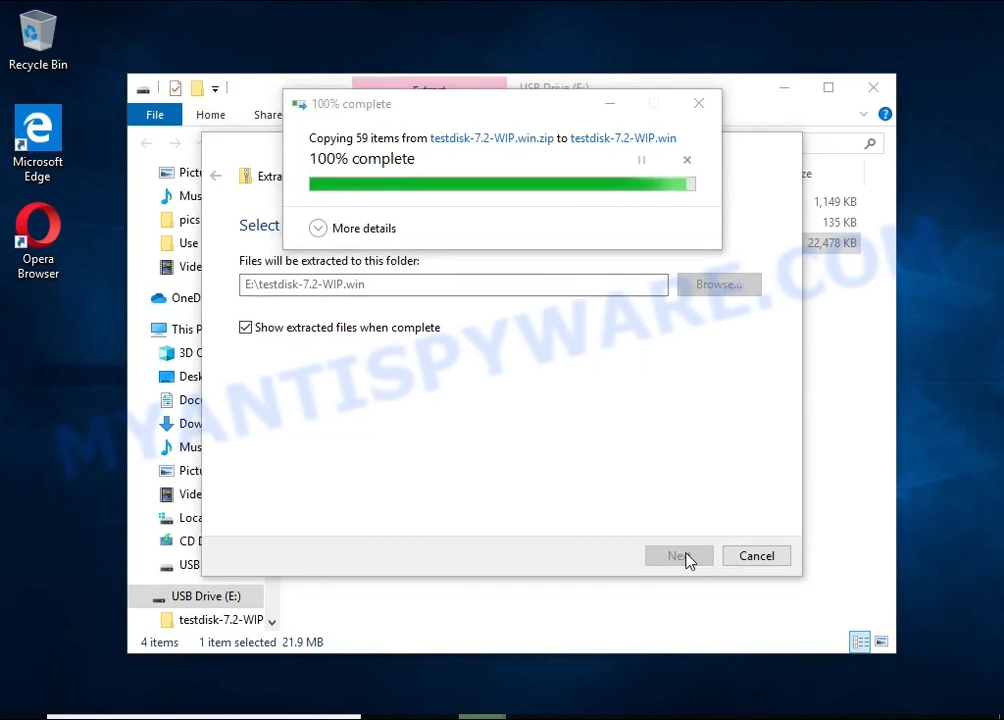 Recycle Bin
Microsoft
Edge
Opera
Browser
USB Drive (E:)
File
Home
Share
100% complete
Copying 59 items from testdisk-7.2-WIP.win.zip to testdisk-7.2-WIP.win
100% complete
More details
Extra
Select
Files will be extracted to this folder:
E:\testdisk-7.2-WIP.win
Browse...
Show extracted files when complete
Next
Cancel
ze
1,149 KB
135 KB
22,478 KB
Pictu
Mus
pics
Use
Vide
OneD
This P
3D O
Desk
Docu
Dow
Mus
Pictu
Vide
Loca
CD D
USB
USB Drive (E:)
testdisk-7.2-WIP
4 items
1 item selected 21.9 MB
MYANTISPYWARE.COM